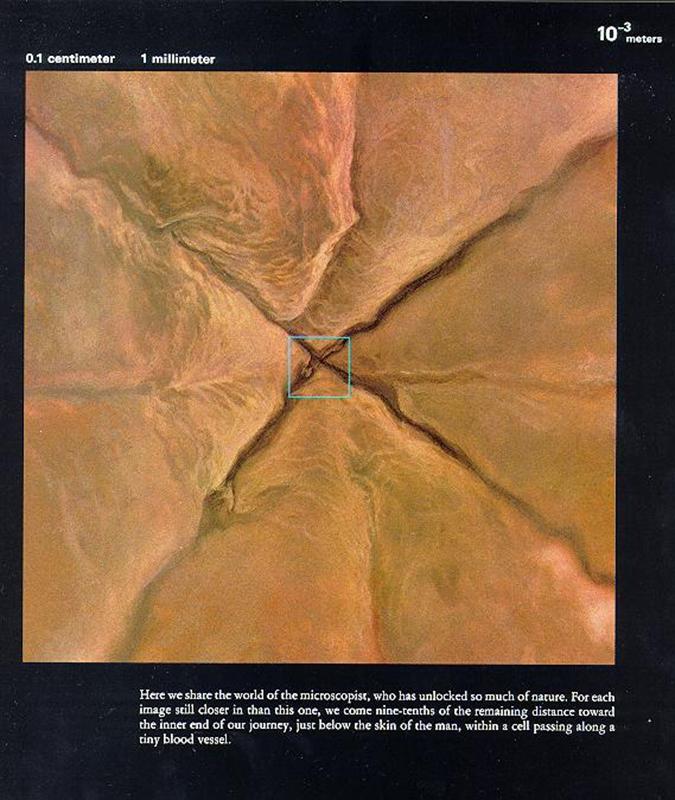 10⁻³ meters
0.1 centimeter 1 millimeter
Here we share the world of the microscopist, who has unlocked so much of nature. For each
image still closer in than this one, we come nine-tenths of the remaining distance toward
the inner end of our journey, just below the skin of the man, within a cell passing along a
tiny blood vessel.